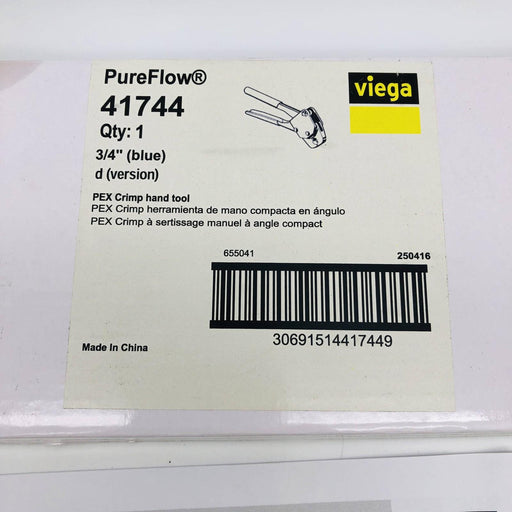 PureFlow®
viega
41744
Qty: 1
3/4" (blue)
d (version)
PEX Crimp hand tool
PEX Crimp herramienta de mano compacta en ángulo
PEX Crimp à sertissage manuel à angle compact
655041 250416
30691514417449
Made In China